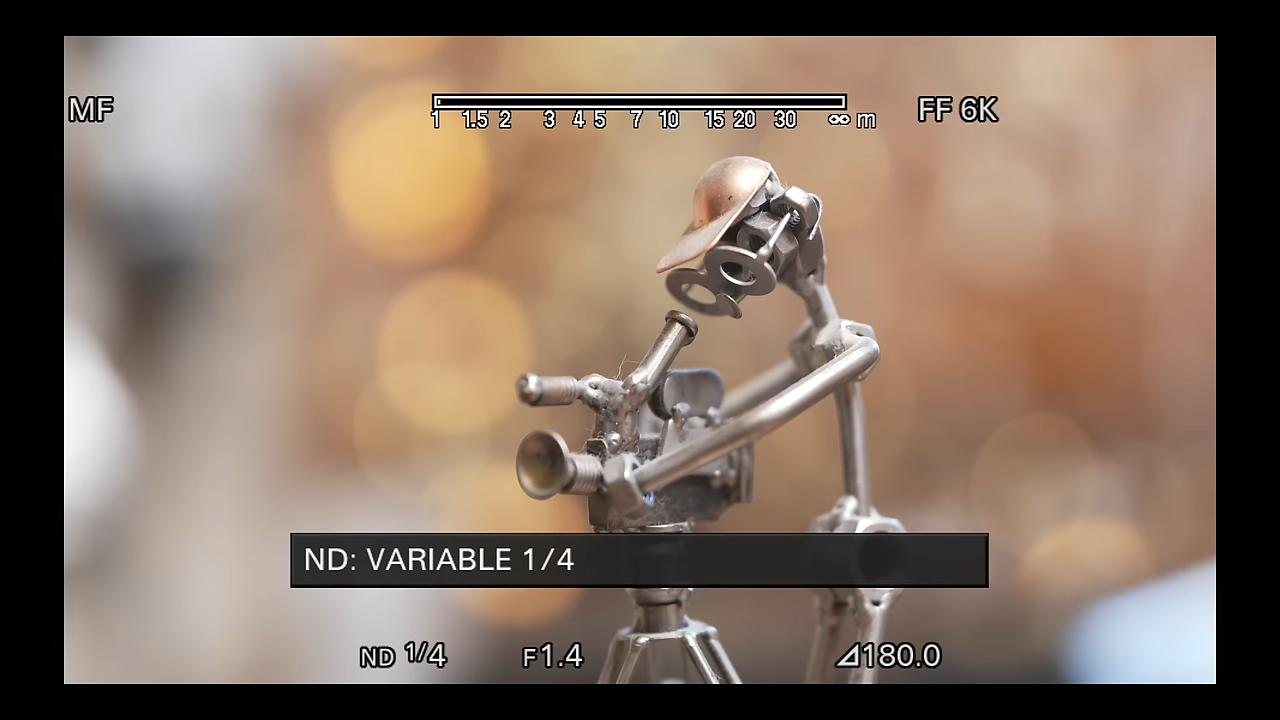 MF
FF 6K
1 1.5 2 3 4 5 7 10 15 20 30 ∞ m
ND: VARIABLE 1/4
ND 1/4 F1.4 ⊿180.0